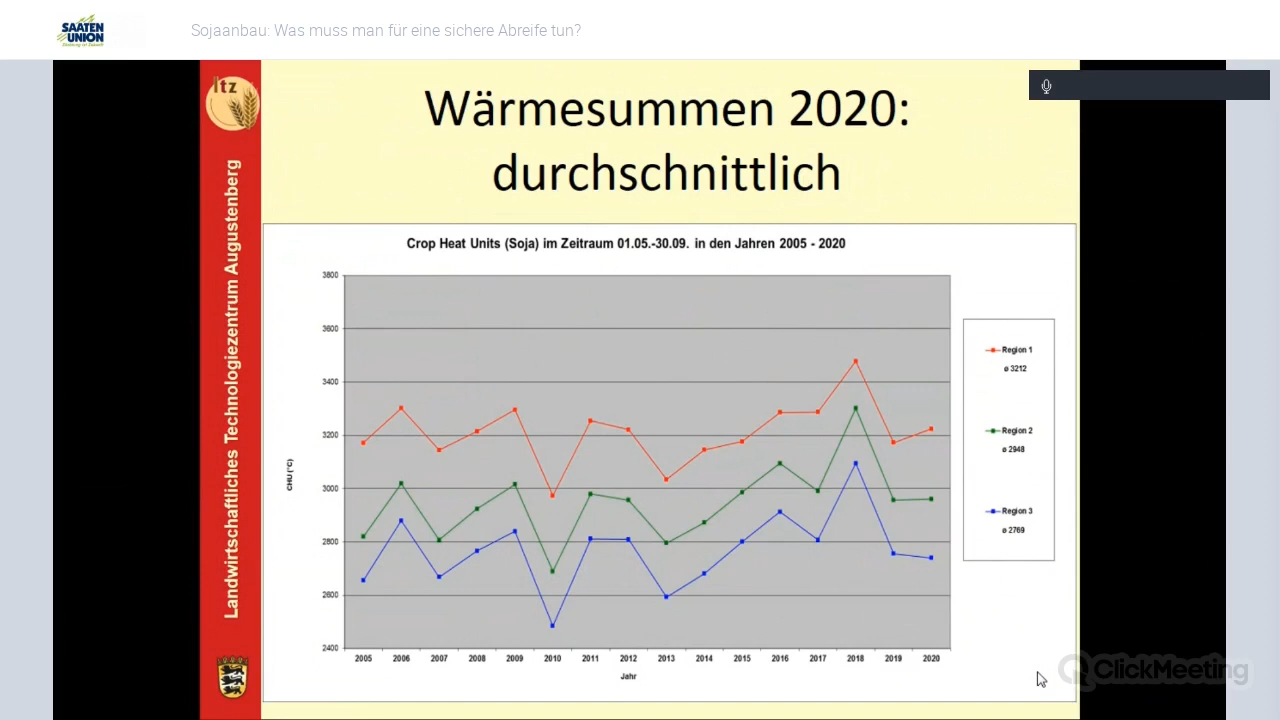 SAATEN
UNION
Sojaanbau: Was muss man für eine sichere Abreife tun?
ltz
Landwirtschaftliches Technologiezentrum Augustenberg
Wärmesummen 2020:
durchschnittlich
Crop Heat Units (Soja) im Zeitraum 01.05.-30.09. in den Jahren 2005 - 2020
CHU (°C)
3800
3600
3400
3200
3000
2800
2600
2400
2005 2006 2007 2008 2009 2010 2011 2012 2013 2014 2015 2016 2017 2018 2019 2020
Jahr
Region 1
ø 3212
Region 2
ø 2948
Region 3
ø 2769
ClickMeeting